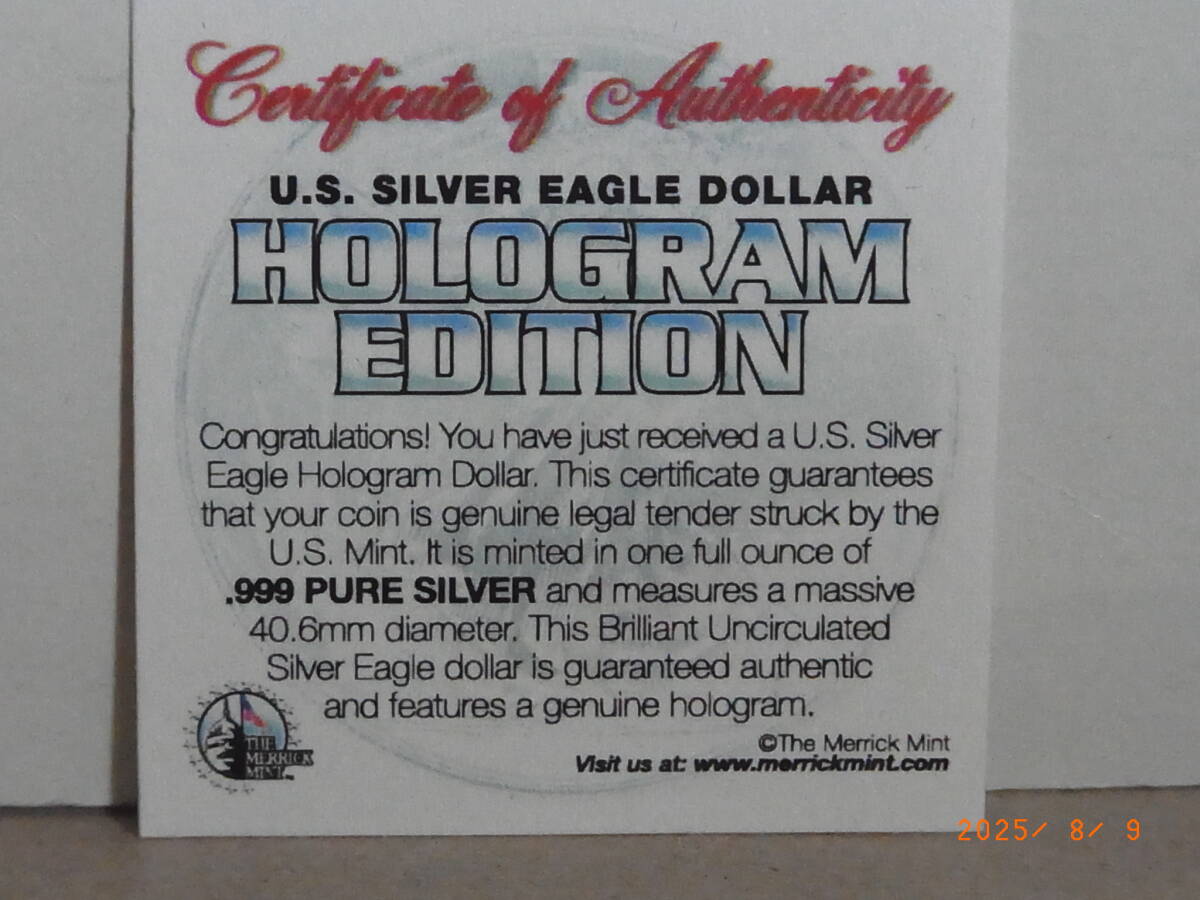 Certificate of Authenticity
U.S. SILVER EAGLE DOLLAR
HOLOGRAM
EDITION
Congratulations! You have just received a U.S. Silver
Eagle Hologram Dollar. This certificate guarantees
that your coin is genuine legal tender struck by the
U.S. Mint. It is minted in one full ounce of
.999 PURE SILVER and measures a massive
40.6mm diameter. This Brilliant Uncirculated
Silver Eagle dollar is guaranteed authentic
and features a genuine hologram.
THE
MERRICK
MINT
©The Merrick Mint
Visit us at: www.merrickmint.com
2025/ 8/ 9